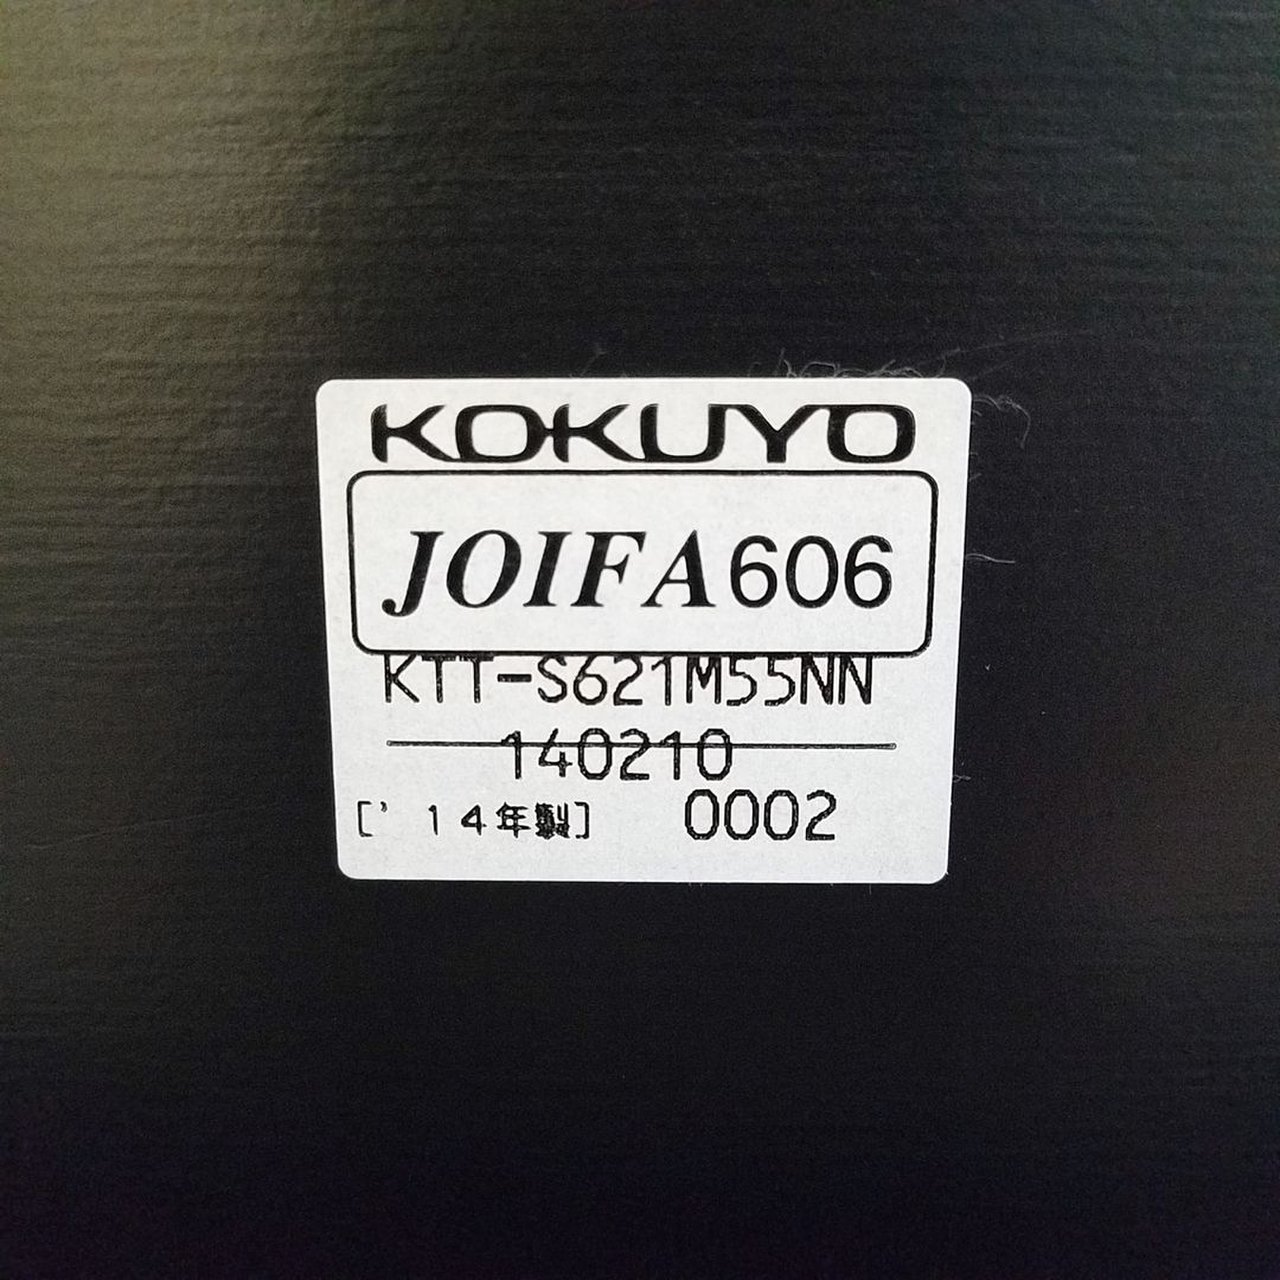 KOKUYO
JOIFA606
KTT-S621M55NN
140210
[’14年製] 0002